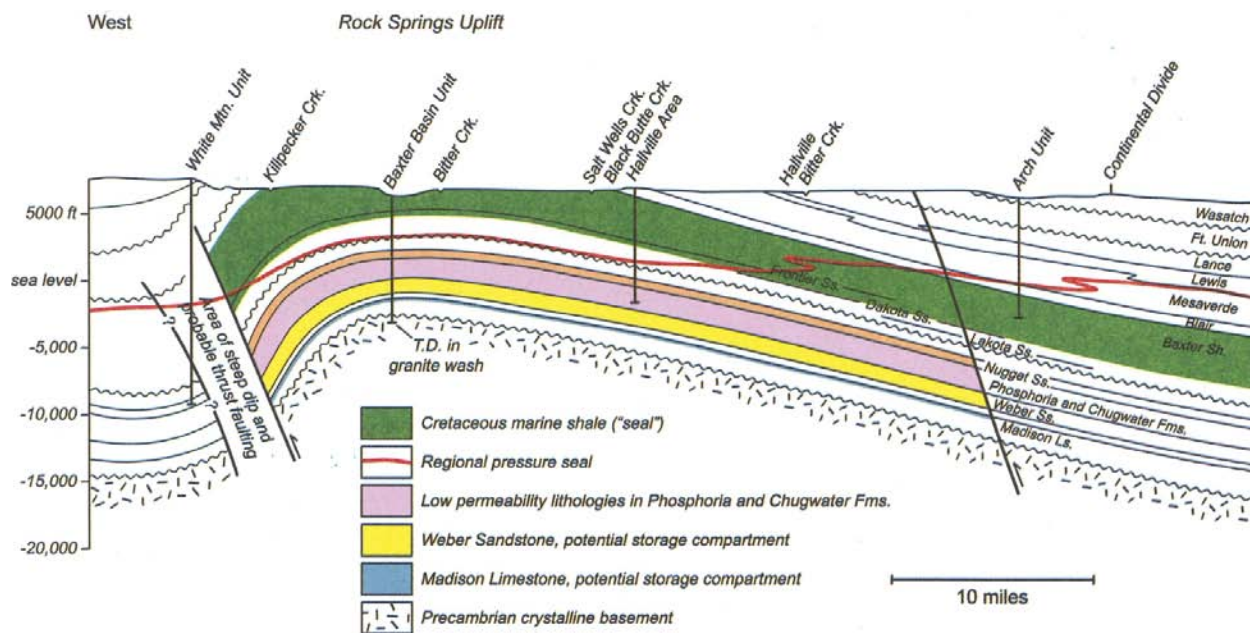 West
Rock Springs Uplift
White Mtn. Unit
Killpecker Crk.
Baxter Basin Unit
Bitter Crk.
Salt Wells Crk.
Black Butte Crk.
Hallville Area
Hallville
Bitter Crk.
Arch Unit
Continental Divide
5000 ft
sea level
-5,000
-10,000
-15,000
-20,000
Area of steep dip and
probable thrust faulting
?
?
?
T.D. in
granite wash
Wasatch
Ft. Union
Lance
Lewis
Mesaverde
Blair
Baxter Sh.
Frontier Ss.
Dakota Ss.
Lakota Ss.
Nugget Ss.
Phosphoria and Chugwater Fms.
Weber Ss.
Madison Ls.
Cretaceous marine shale ("seal")
Regional pressure seal
Low permeability lithologies in Phosphoria and Chugwater Fms.
Weber Sandstone, potential storage compartment
Madison Limestone, potential storage compartment
Precambrian crystalline basement
10 miles